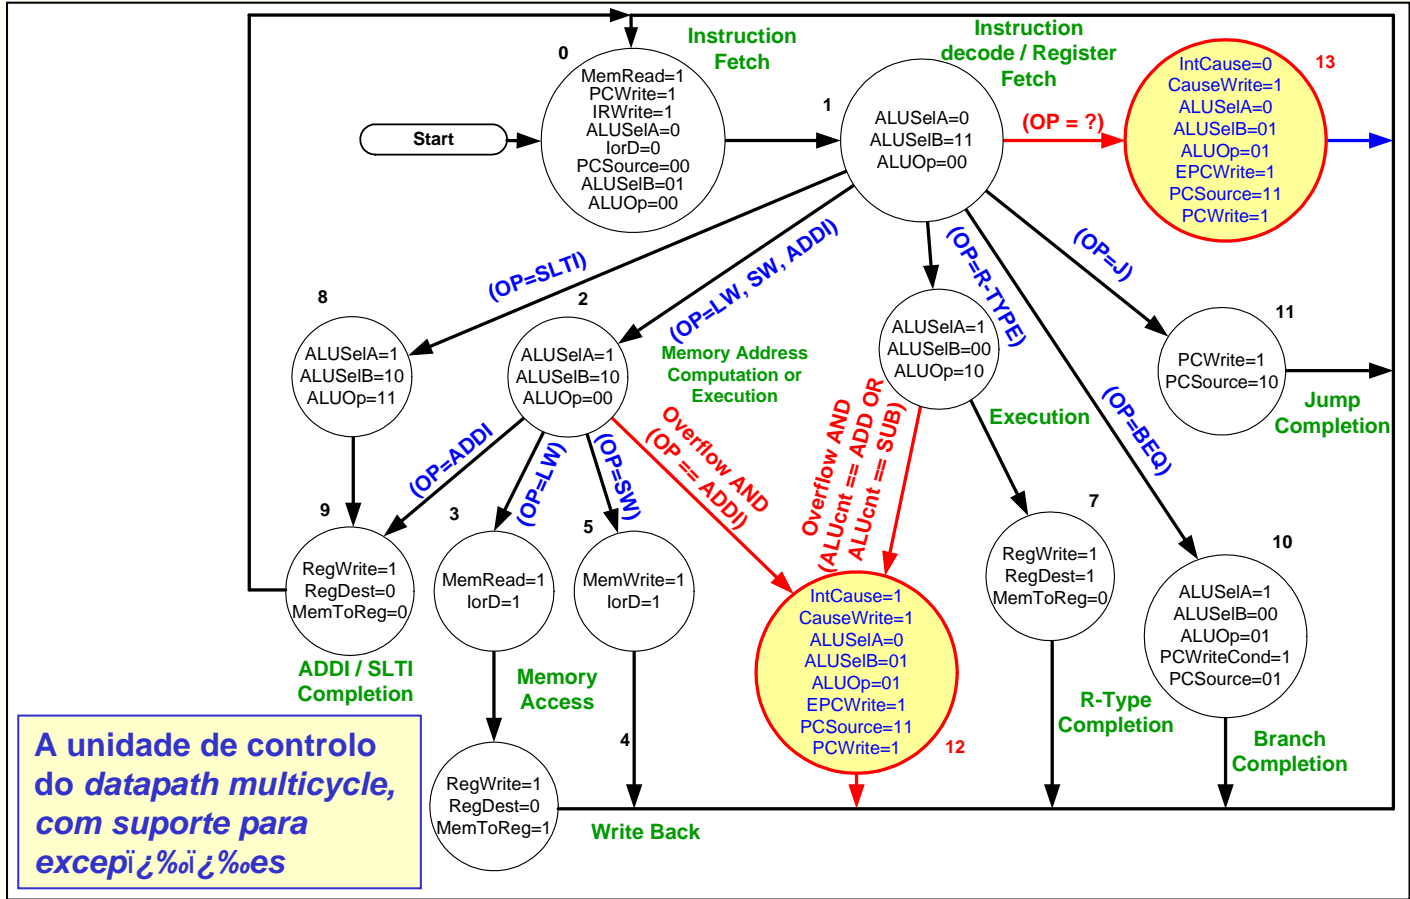 0
Instruction
Fetch
Instruction
decode / Register
Fetch
13
Start
MemRead=1
PCWrite=1
IRWrite=1
ALUSelA=0
IorD=0
PCSource=00
ALUSelB=01
ALUOp=00
1
ALUSelA=0
ALUSelB=11
ALUOp=00
(OP = ?)
IntCause=0
CauseWrite=1
ALUSelA=0
ALUSelB=01
ALUOp=01
EPCWrite=1
PCSource=11
PCWrite=1
(OP=SLTI)
(OP=LW, SW, ADDI)
(OP=R-TYPE)
(OP=J)
(OP=BEQ)
8
ALUSelA=1
ALUSelB=10
ALUOp=11
2
ALUSelA=1
ALUSelB=10
ALUOp=00
Memory Address
Computation or
Execution
ALUSelA=1
ALUSelB=00
ALUOp=10
Execution
11
PCWrite=1
PCSource=10
Jump
Completion
(OP=ADDI
(OP=LW)
(OP=SW)
Overflow AND
(OP == ADDI)
Overflow AND
(ALUcnt == ADD OR
ALUcnt == SUB)
9
RegWrite=1
RegDest=0
MemToReg=0
ADDI / SLTI
Completion
3
MemRead=1
IorD=1
Memory
Access
5
MemWrite=1
IorD=1
IntCause=1
CauseWrite=1
ALUSelA=0
ALUSelB=01
ALUOp=01
EPCWrite=1
PCSource=11
PCWrite=1
12
7
RegWrite=1
RegDest=1
MemToReg=0
R-Type
Completion
10
ALUSelA=1
ALUSelB=00
ALUOp=01
PCWriteCond=1
PCSource=01
Branch
Completion
4
RegWrite=1
RegDest=0
MemToReg=1
Write Back
A unidade de controlo
do datapath multicycle,
com suporte para
excepï¿‰ï¿‰es